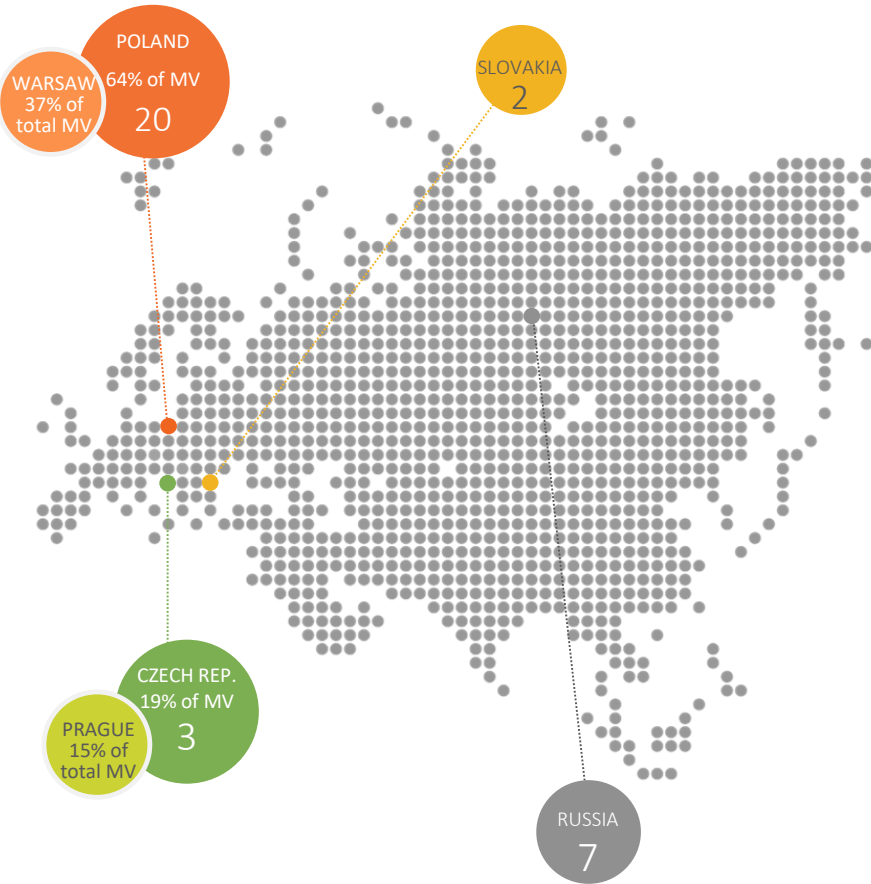 POLAND
64% of MV
20
WARSAW
37% of
total MV
SLOVAKIA
2
CZECH REP.
19% of MV
3
PRAGUE
15% of
total MV
RUSSIA
7